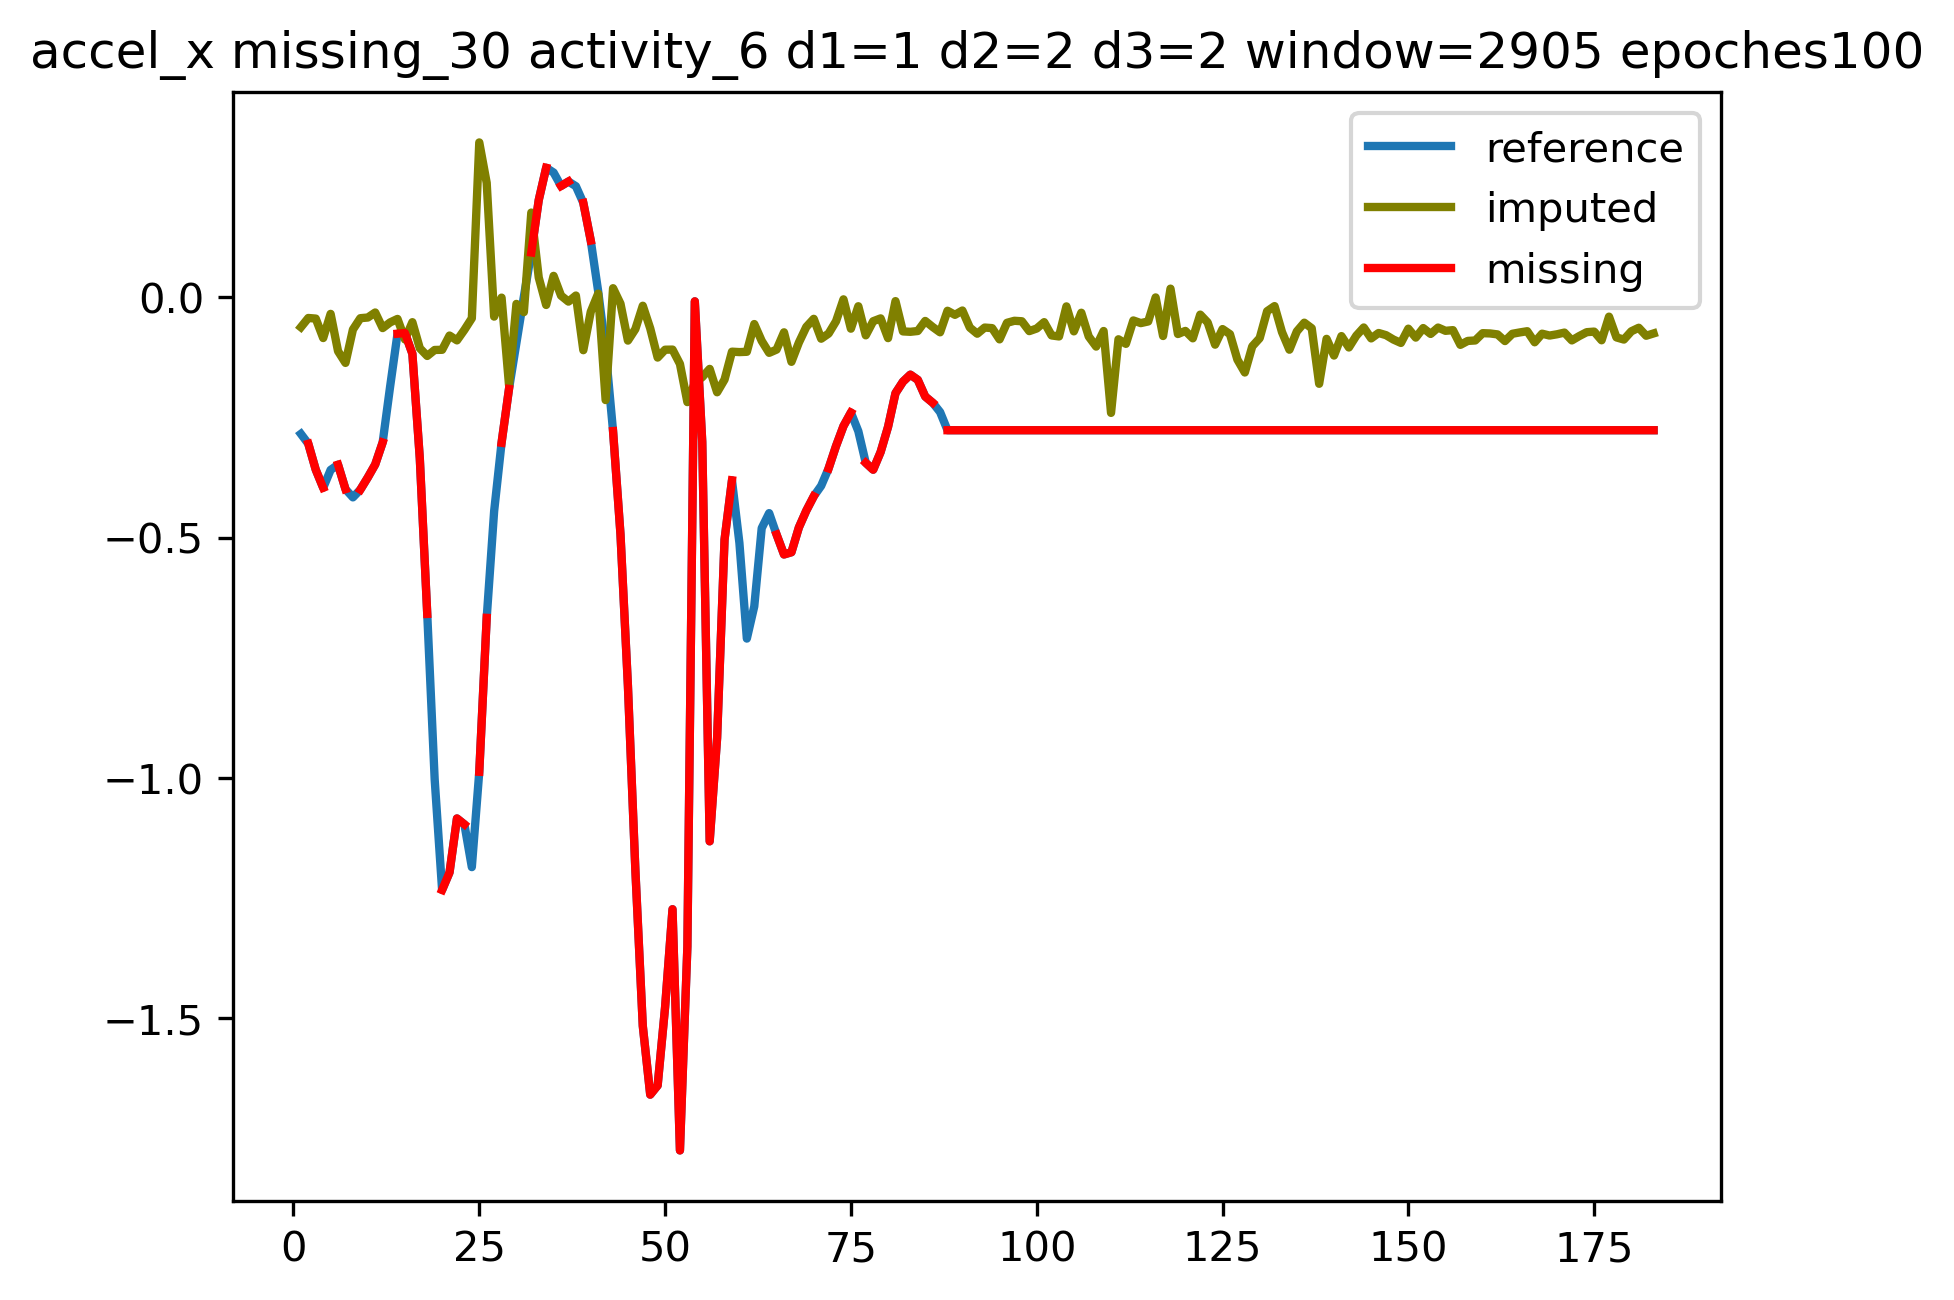 accel_x missing_30 activity_6 d1=1 d2=2 d3=2 window=2905 epoches100
reference
imputed
missing
0.0
−0.5
−1.0
−1.5
0 25 50 75 100 125 150 175